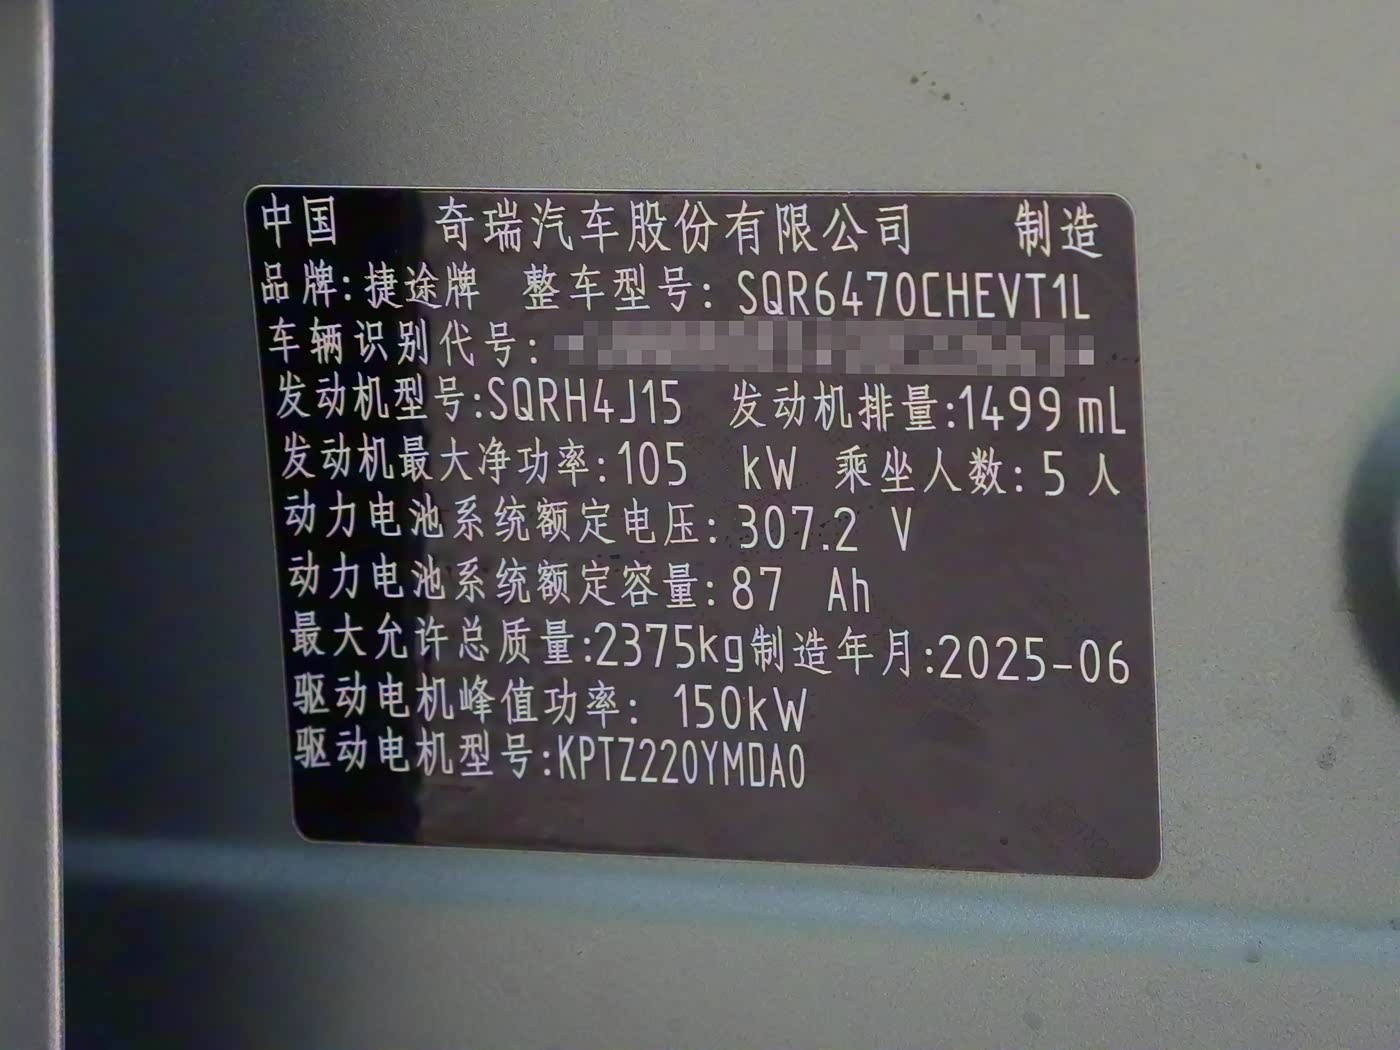 中国 奇瑞汽车股份有限公司 制造
品牌:捷途牌 整车型号: SQR6470CHEVT1L
车辆识别代号:
发动机型号:SQRH4J15 发动机排量:1499mL
发动机最大净功率:105 kW 乘坐人数:5人
动力电池系统额定电压:307.2 V
动力电池系统额定容量:87 Ah
最大允许总质量:2375kg制造年月:2025-06
驱动电机峰值功率: 150kW
驱动电机型号:KPTZ220YMDA0